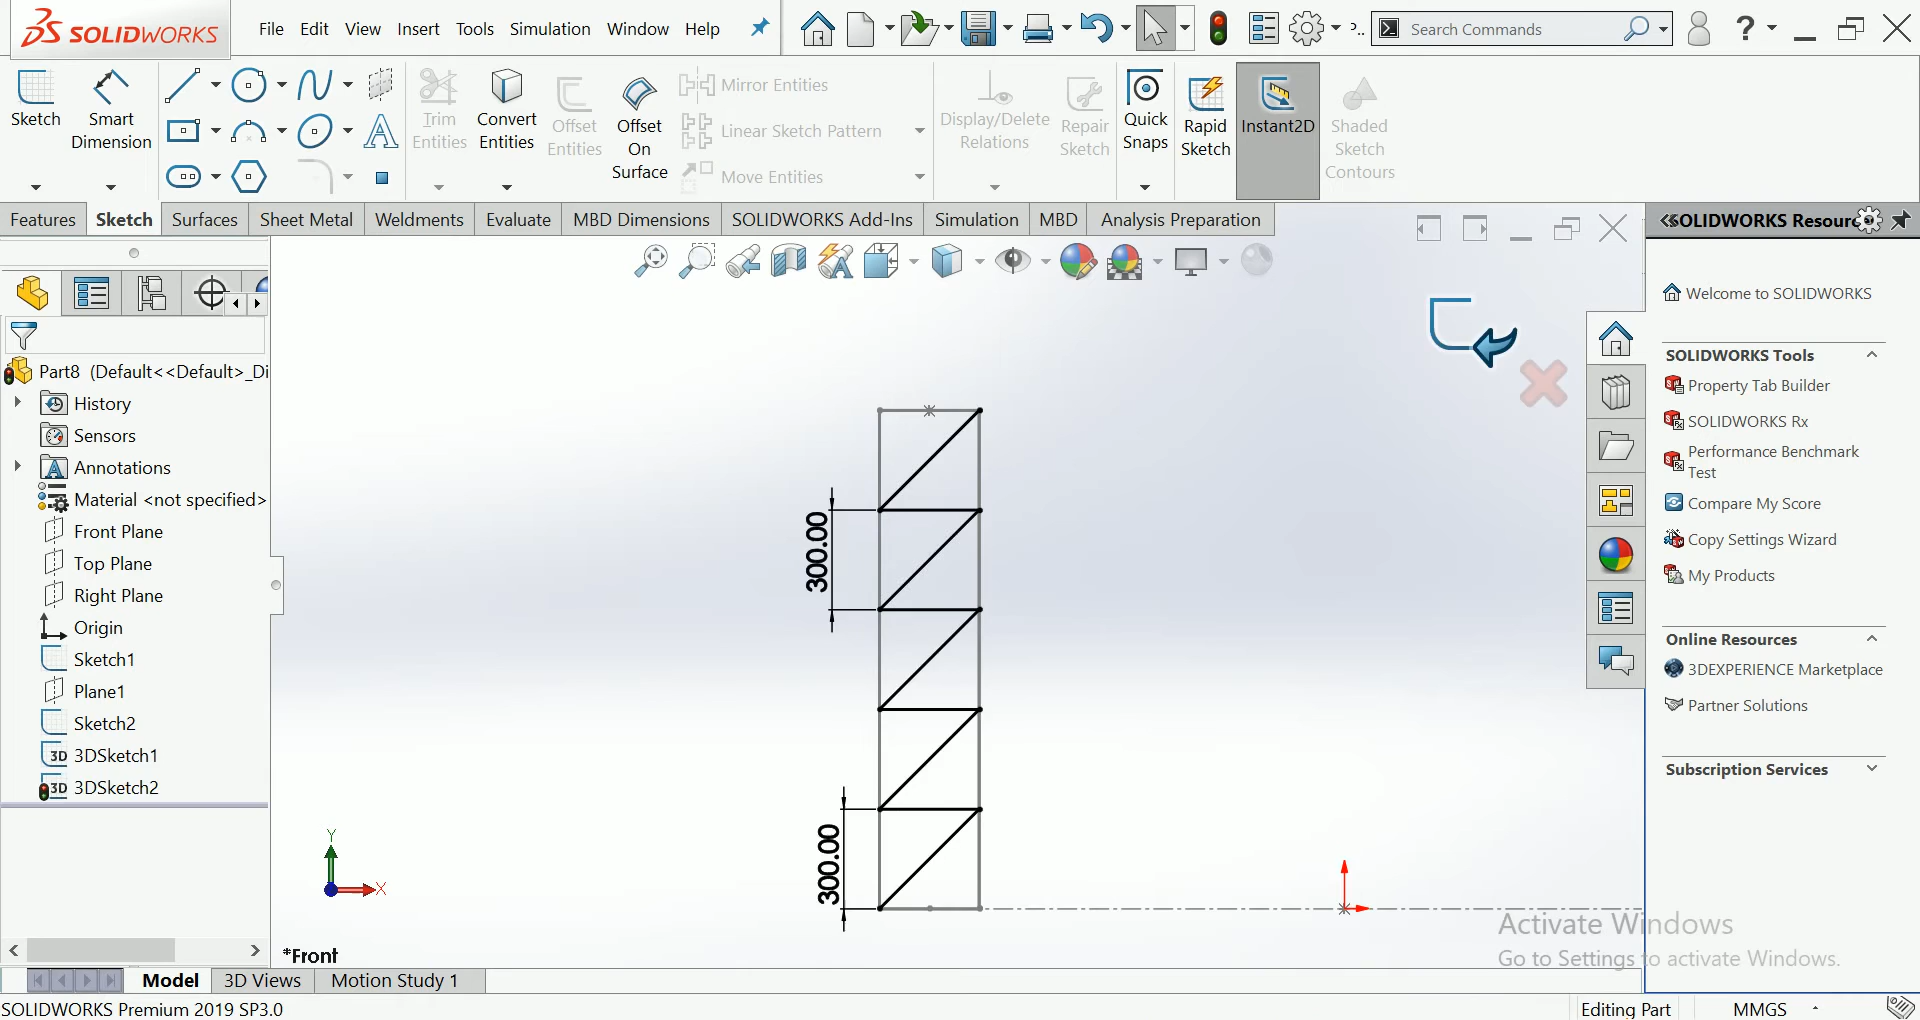 SOLIDWORKS File Edit View Insert Tools Simulation Window Help Search Commands ?
Sketch
Smart Dimension
Trim Entities
Convert Entities
Offset Entities
Offset On Surface
Mirror Entities
Linear Sketch Pattern
Move Entities
Display/Delete Relations
Repair Sketch
Quick Snaps
Rapid Sketch
Instant2D
Shaded Sketch Contours
Features Sketch Surfaces Sheet Metal Weldments Evaluate MBD Dimensions SOLIDWORKS Add-Ins Simulation MBD Analysis Preparation
Part8 (Default<<Default>_Di
History
Sensors
Annotations
Material <not specified>
Front Plane
Top Plane
Right Plane
Origin
Sketch1
Plane1
Sketch2
3D 3DSketch1
3D 3DSketch2
300.00
300.00
Y
X
*Front
SOLIDWORKS Resour
Welcome to SOLIDWORKS
SOLIDWORKS Tools
Property Tab Builder
SOLIDWORKS Rx
Performance Benchmark
Test
Compare My Score
Copy Settings Wizard
My Products
Online Resources
3DEXPERIENCE Marketplace
Partner Solutions
Subscription Services
Activate Windows
Go to Settings to activate Windows.
Model 3D Views Motion Study 1
SOLIDWORKS Premium 2019 SP3.0 Editing Part MMGS